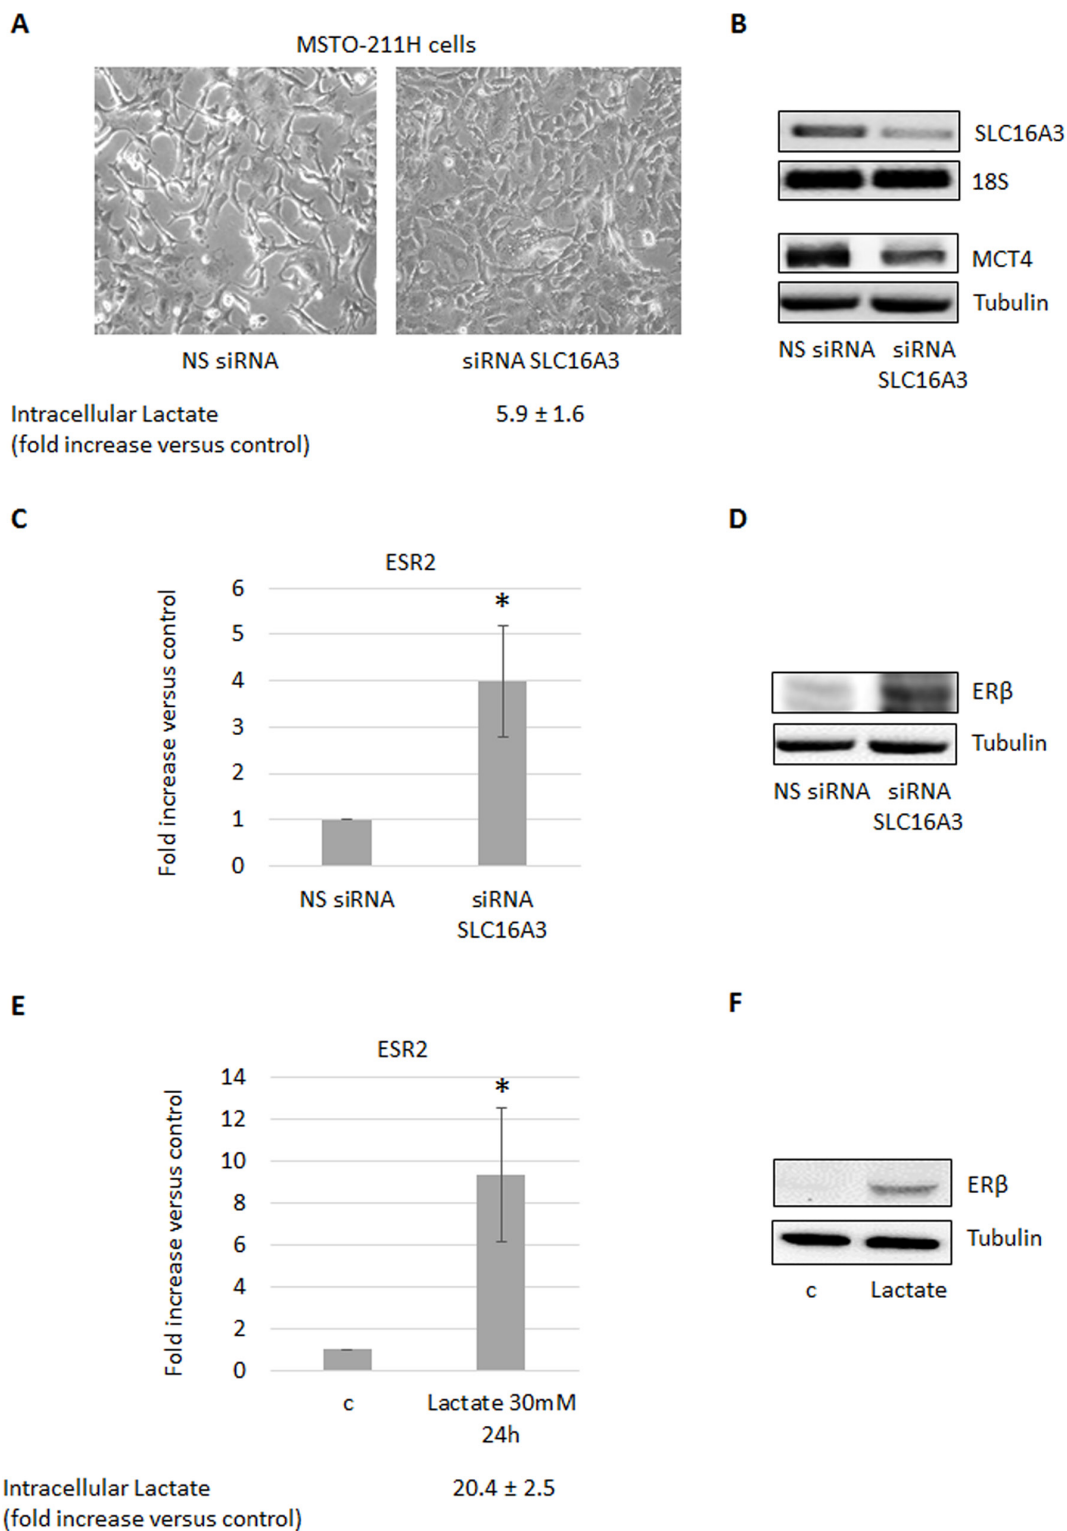 A
MSTO-211H cells
NS siRNA
siRNA SLC16A3
Intracellular Lactate
(fold increase versus control)
5.9 ± 1.6
B
SLC16A3
18S
MCT4
Tubulin
NS siRNA
siRNA
SLC16A3
C
ESR2
Fold increase versus control
6
5
4
3
2
1
0
*
NS siRNA
siRNA
SLC16A3
D
ERβ
Tubulin
NS siRNA
siRNA
SLC16A3
E
ESR2
Fold increase versus control
14
12
10
8
6
4
2
0
*
c
Lactate 30mM
24h
Intracellular Lactate
(fold increase versus control)
20.4 ± 2.5
F
ERβ
Tubulin
c
Lactate